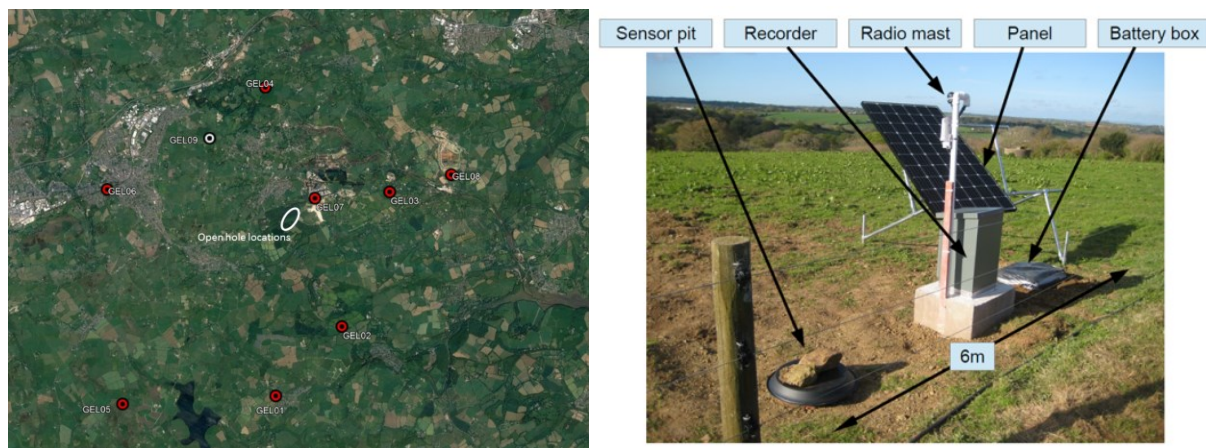 GEL04
GEL09
GEL06
GEL08
GEL03
GEL07
Open hole locations
GEL02
GEL05
GEL01
Sensor pit
Recorder
Radio mast
Panel
Battery box
6m